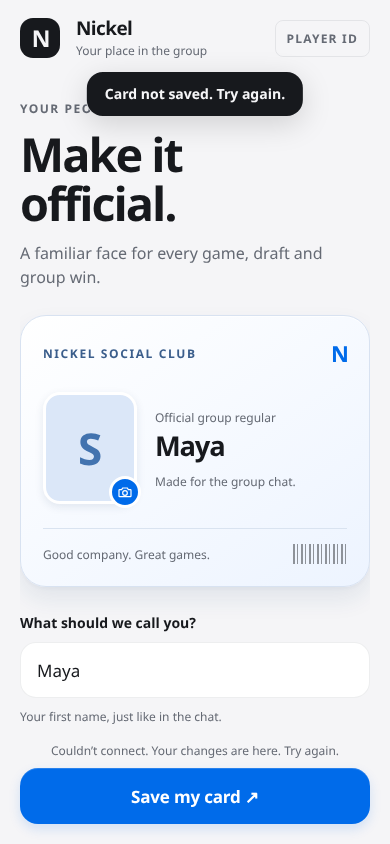 N
Nickel
Your place in the group
PLAYER ID
Card not saved. Try again.
Make it
official.
A familiar face for every game, draft and
group win.
NICKEL SOCIAL CLUB
N
S
Official group regular
Maya
Made for the group chat.
Good company. Great games.
What should we call you?
Maya
Your first name, just like in the chat.
Couldn’t connect. Your changes are here. Try again.
Save my card ↗